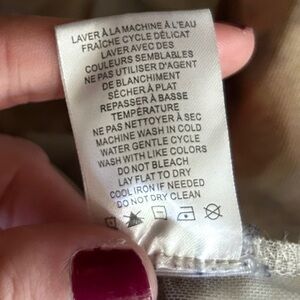 LAVER À LA MACHINE À L'EAU
FRAÎCHE CYCLE DÉLICAT
LAVER AVEC DES
COULEURS SEMBLABLES
NE PAS UTILISER D'AGENT
DE BLANCHIMENT
SÉCHER À PLAT
REPASSER À BASSE
TEMPÉRATURE
NE PAS NETTOYER À SEC
MACHINE WASH IN COLD
WATER GENTLE CYCLE
WASH WITH LIKE COLORS
DO NOT BLEACH
LAY FLAT TO DRY
COOL IRON IF NEEDED
DO NOT DRY CLEAN